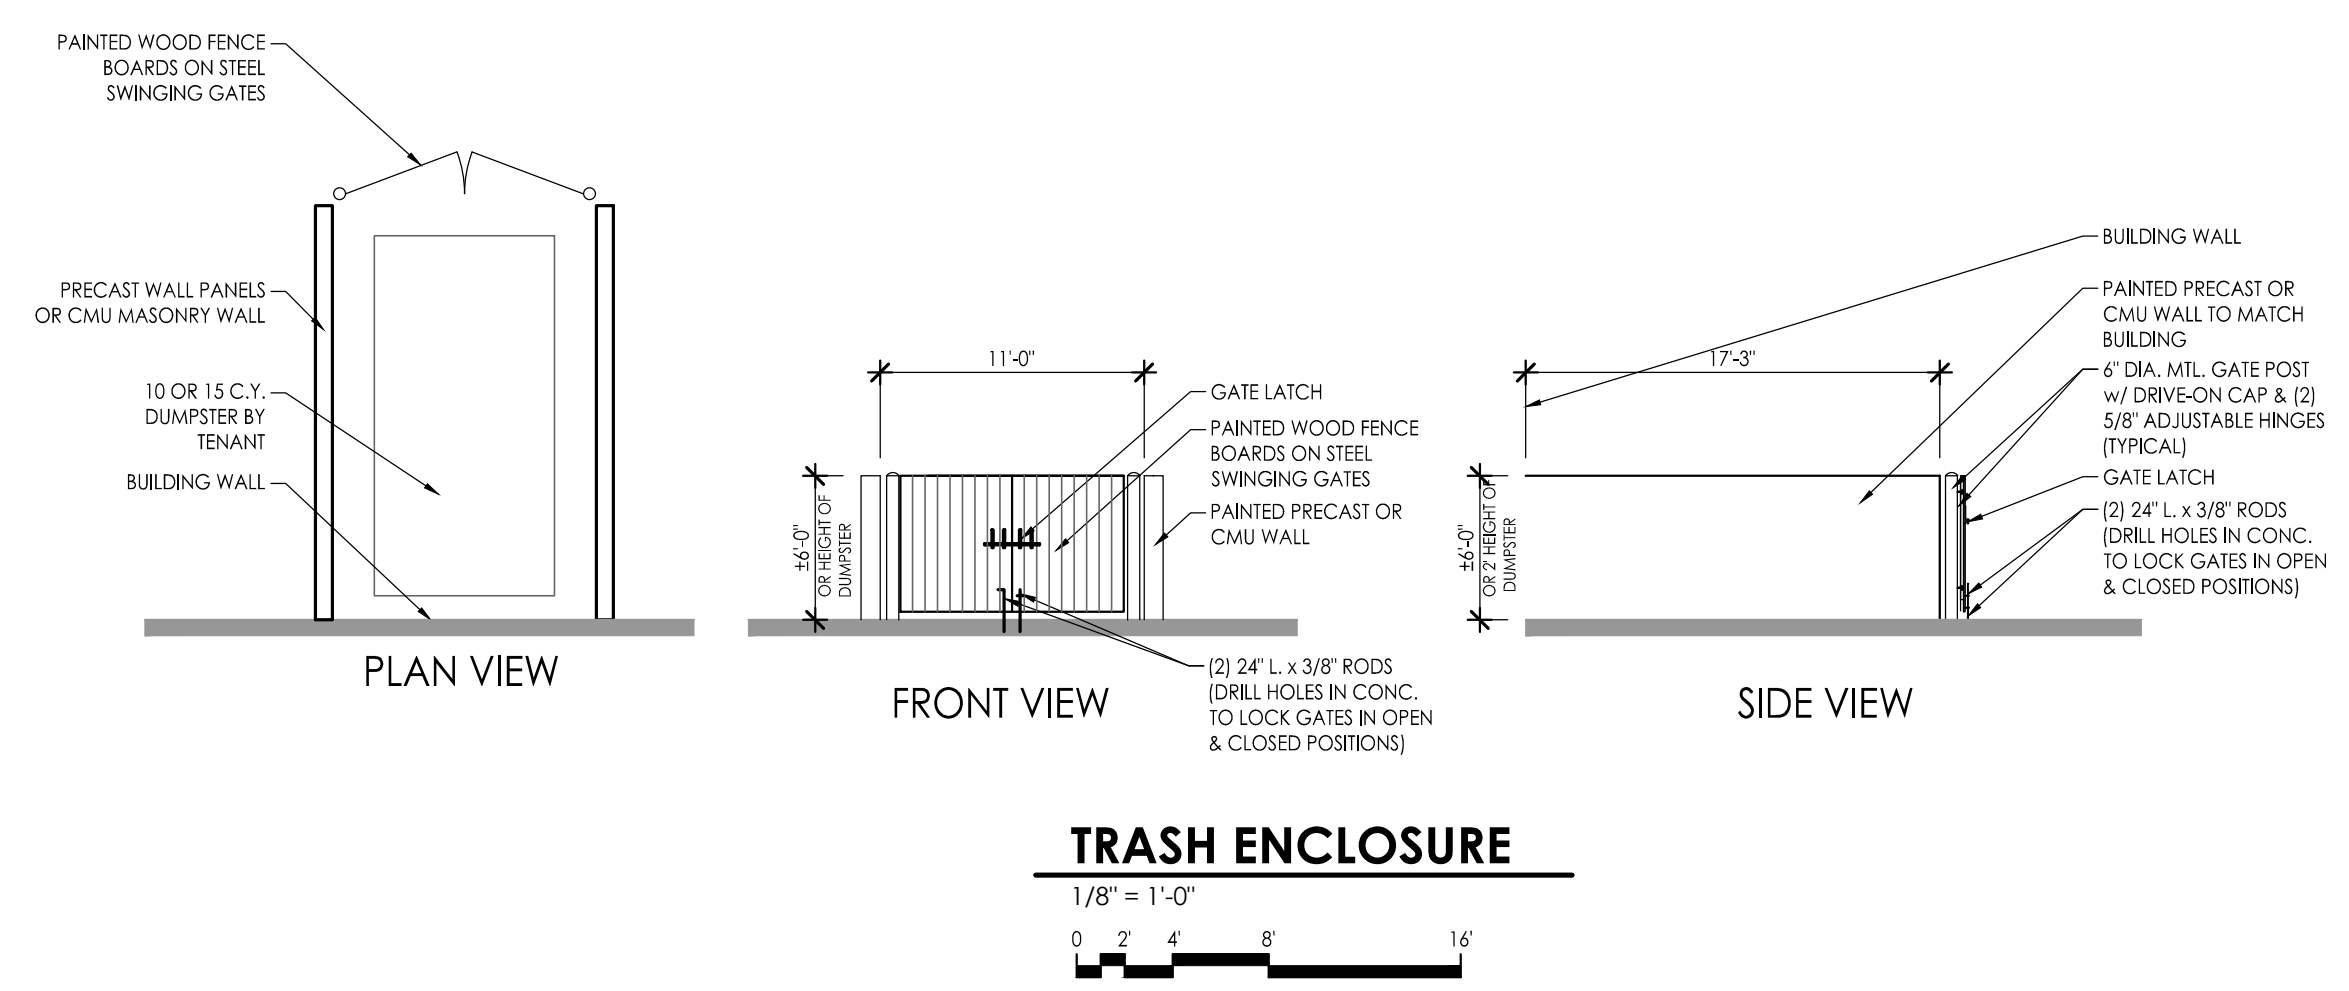 PAINTED WOOD FENCE
BOARDS ON STEEL
SWINGING GATES
PRECAST WALL PANELS
OR CMU MASONRY WALL
10 OR 15 C.Y.
DUMPSTER BY
TENANT
BUILDING WALL
PLAN VIEW
11'-0"
GATE LATCH
PAINTED WOOD FENCE
BOARDS ON STEEL
SWINGING GATES
PAINTED PRECAST OR
CMU WALL
±6'-0"
OR HEIGHT OF
DUMPSTER
(2) 24" L. x 3/8" RODS
(DRILL HOLES IN CONC.
TO LOCK GATES IN OPEN
& CLOSED POSITIONS)
FRONT VIEW
17'-3"
BUILDING WALL
PAINTED PRECAST OR
CMU WALL TO MATCH
BUILDING
6" DIA. MTL. GATE POST
w/ DRIVE-ON CAP & (2)
5/8" ADJUSTABLE HINGES
(TYPICAL)
GATE LATCH
(2) 24" L. x 3/8" RODS
(DRILL HOLES IN CONC.
TO LOCK GATES IN OPEN
& CLOSED POSITIONS)
±6'-0"
OR 2' HEIGHT OF
DUMPSTER
SIDE VIEW
TRASH ENCLOSURE
1/8" = 1'-0"
0 2' 4' 8' 16'